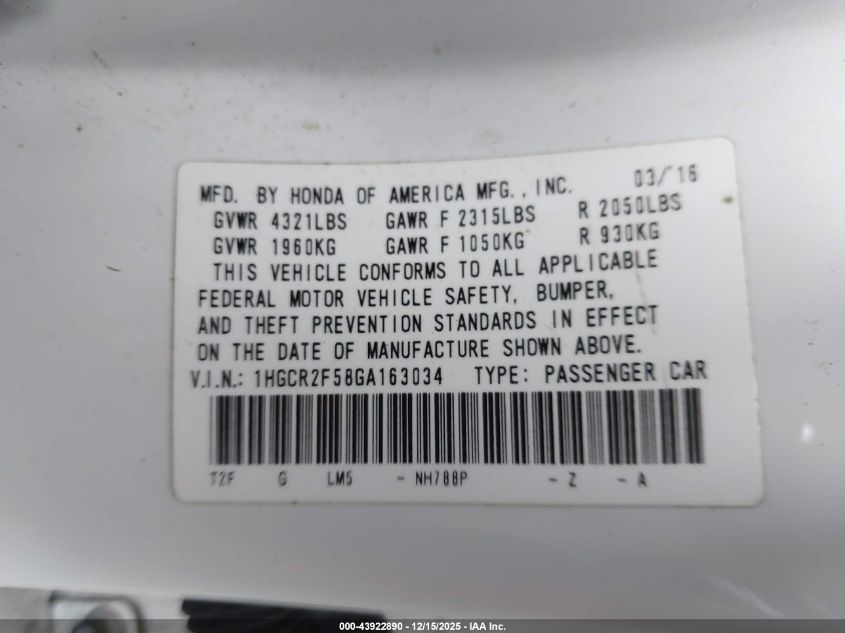 MFD. BY HONDA OF AMERICA MFG., INC. 03/'16
GVWR 4321LBS GAWR F 2315LBS R 2050LBS
GVWR 1960KG GAWR F 1050KG R 930KG
THIS VEHICLE CONFORMS TO ALL APPLICABLE
FEDERAL MOTOR VEHICLE SAFETY, BUMPER,
AND THEFT PREVENTION STANDARDS IN EFFECT
ON THE DATE OF MANUFACTURE SHOWN ABOVE.
V.I.N.: 1HGCR2F58GA163034 TYPE: PASSENGER CAR
T2F G LM5 - NH788P - Z - A
000-43922890 - 12/15/2025 - IAA Inc.